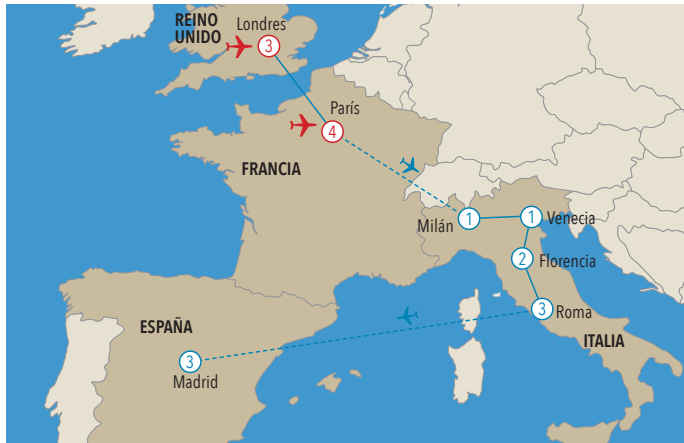 REINO
UNIDO
Londres
3
París
4
FRANCIA
Milán
1
1
Venecia
2
Florencia
3
Roma
ITALIA
ESPAÑA
3
Madrid